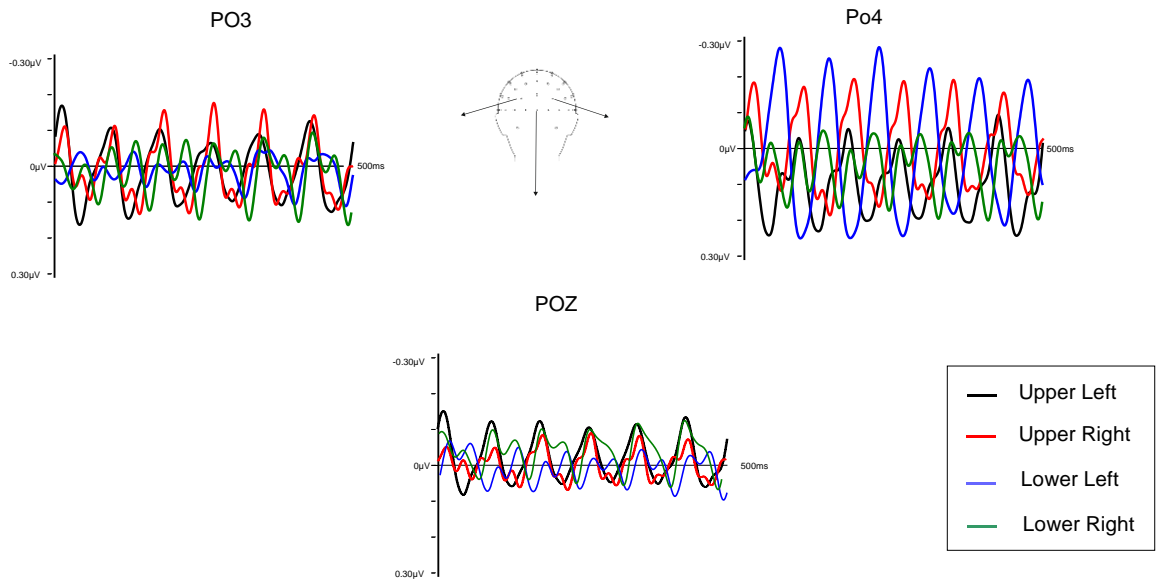 PO3
-0.30µV
0µV
500ms
0.30µV
Po4
-0.30µV
0µV
500ms
0.30µV
POZ
-0.30µV
0µV
500ms
0.30µV
Upper Left
Upper Right
Lower Left
Lower Right